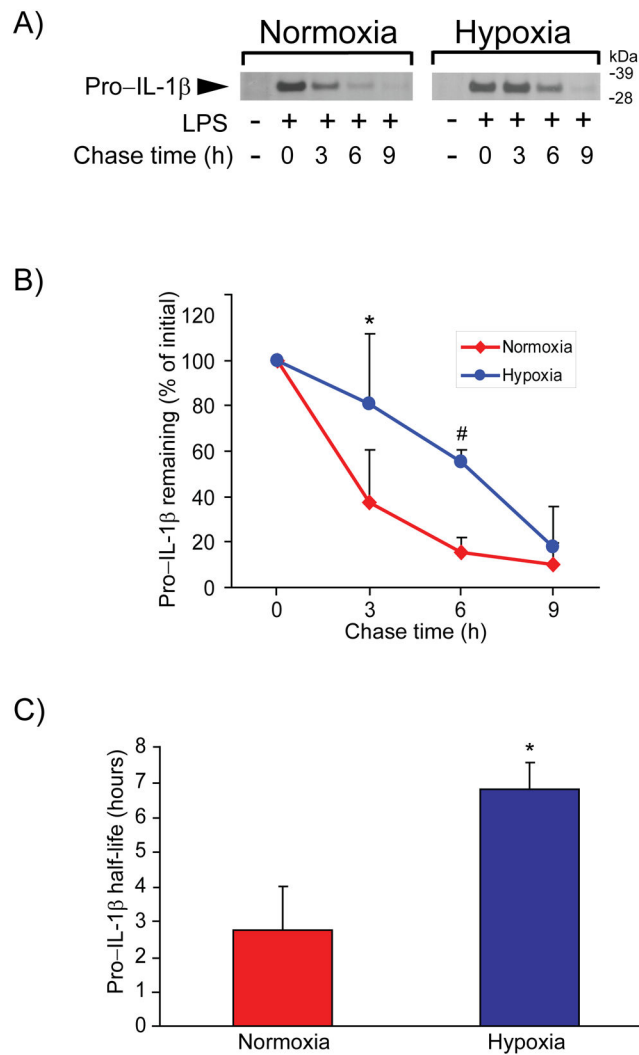 A)
Normoxia Hypoxia
kDa
-39
Pro–IL-1β
-28
LPS - + + + + - + + + +
Chase time (h) - 0 3 6 9 - 0 3 6 9
B)
Pro–IL-1β remaining (% of initial)
120
100
80
60
40
20
0
*
#
Normoxia
Hypoxia
0 3 6 9
Chase time (h)
C)
Pro–IL-1β half-life (hours)
8
7
6
5
4
3
2
1
0
*
Normoxia Hypoxia